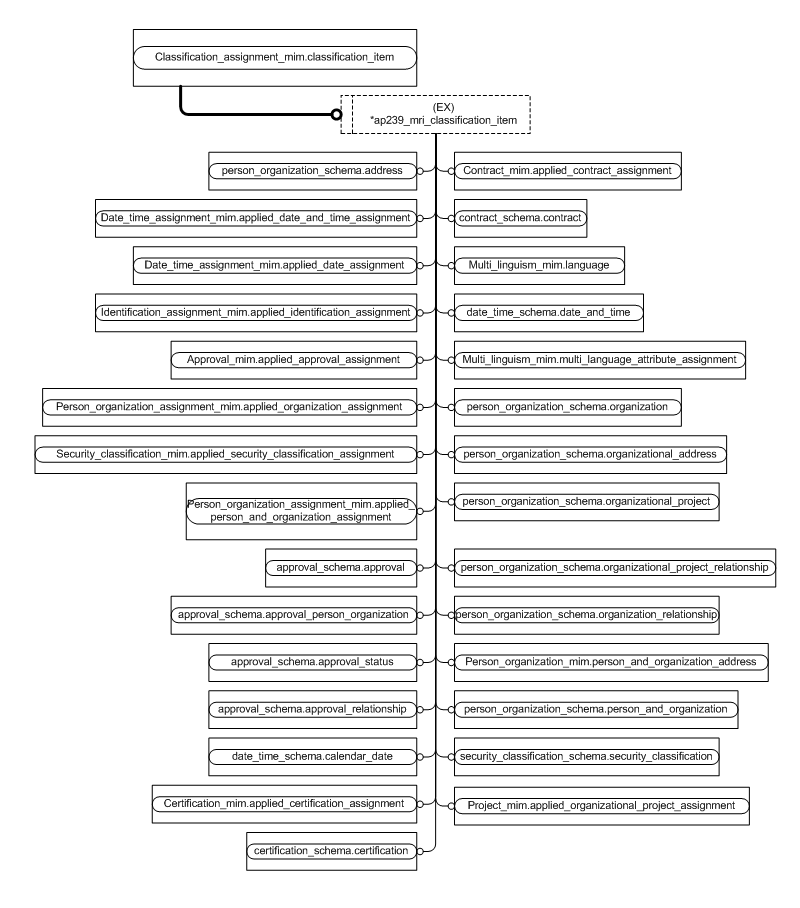 Classification_assignment_mim.classification_item
(EX)
*ap239_mri_classification_item
person_organization_schema.address
Contract_mim.applied_contract_assignment
Date_time_assignment_mim.applied_date_and_time_assignment
contract_schema.contract
Date_time_assignment_mim.applied_date_assignment
Multi_linguism_mim.language
Identification_assignment_mim.applied_identification_assignment
date_time_schema.date_and_time
Approval_mim.applied_approval_assignment
Multi_linguism_mim.multi_language_attribute_assignment
Person_organization_assignment_mim.applied_organization_assignment
person_organization_schema.organization
Security_classification_mim.applied_security_classification_assignment
person_organization_schema.organizational_address
Person_organization_assignment_mim.applied_
person_and_organization_assignment
person_organization_schema.organizational_project
approval_schema.approval
person_organization_schema.organizational_project_relationship
approval_schema.approval_person_organization
person_organization_schema.organization_relationship
approval_schema.approval_status
Person_organization_mim.person_and_organization_address
approval_schema.approval_relationship
person_organization_schema.person_and_organization
date_time_schema.calendar_date
security_classification_schema.security_classification
Certification_mim.applied_certification_assignment
Project_mim.applied_organizational_project_assignment
certification_schema.certification